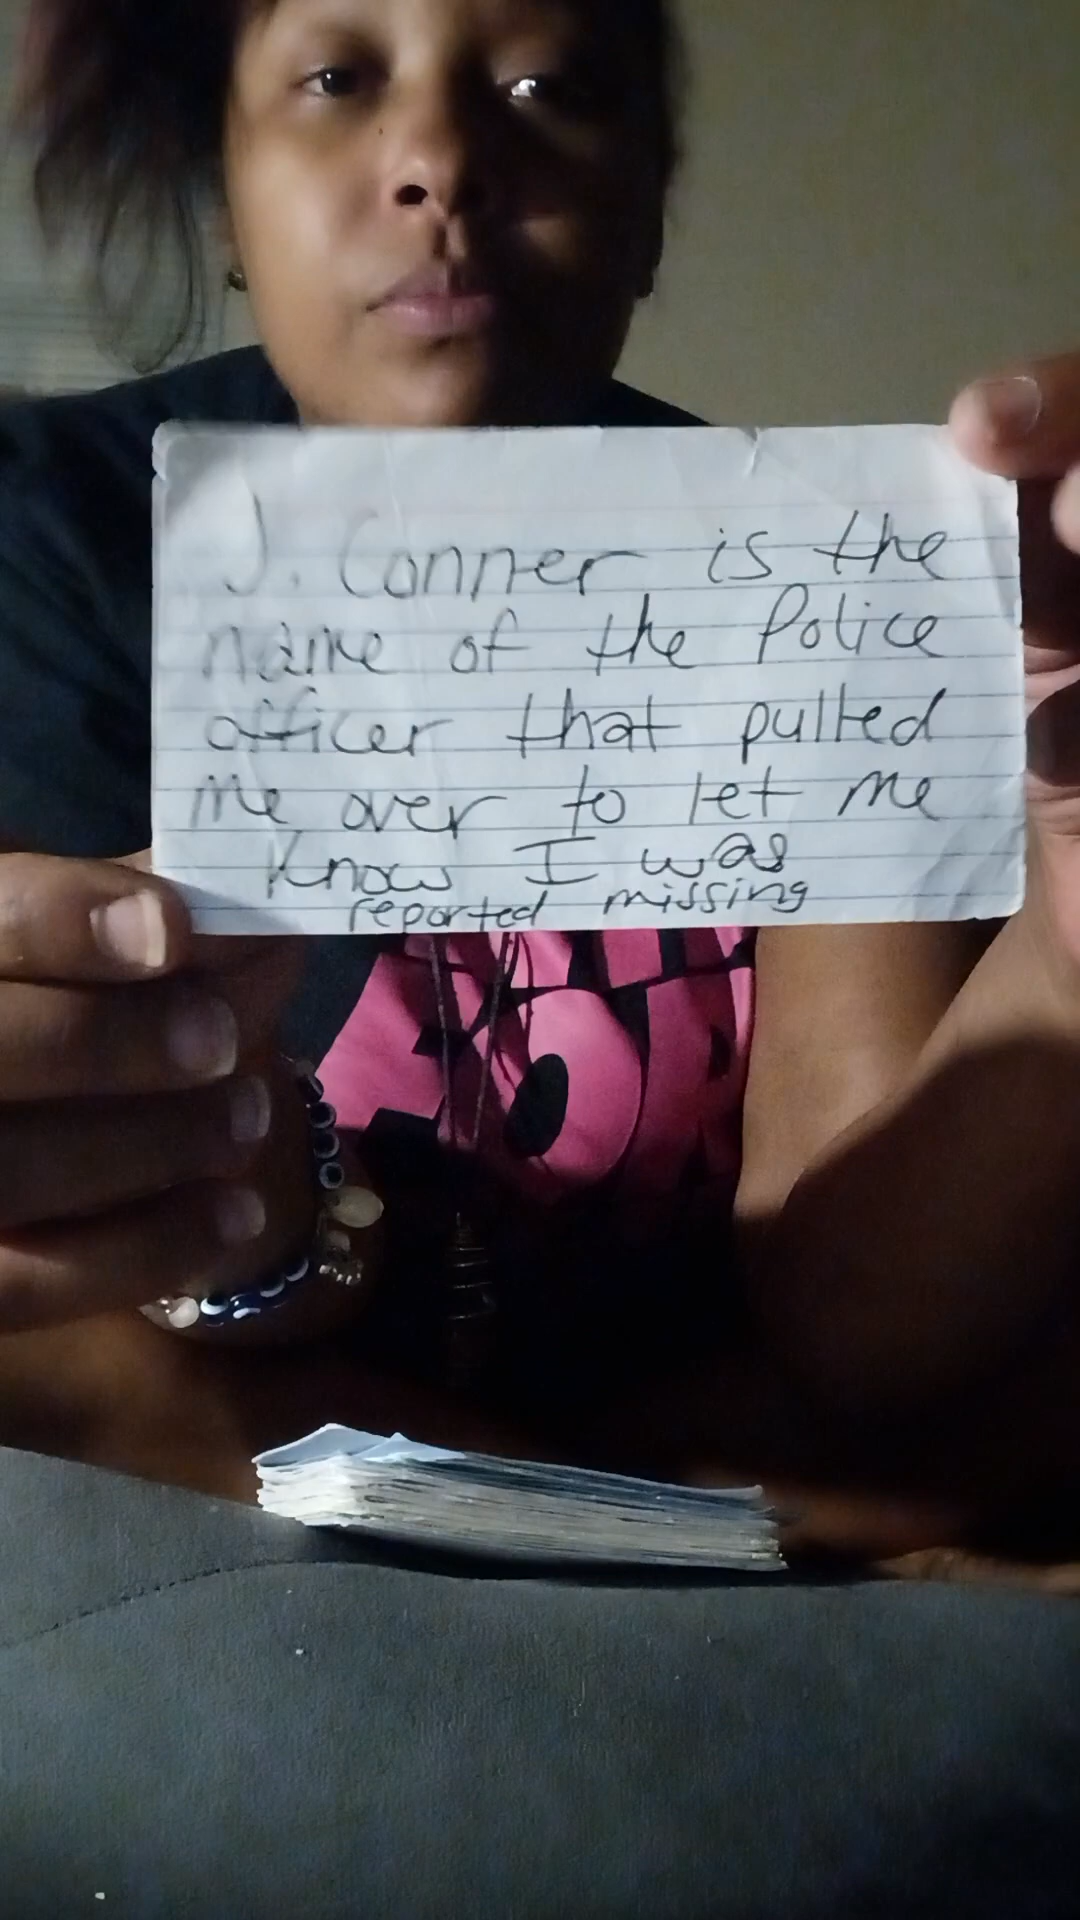 J. Conner is the
name of the Police
officer that pulled
me over to let me
know I was
reported missing